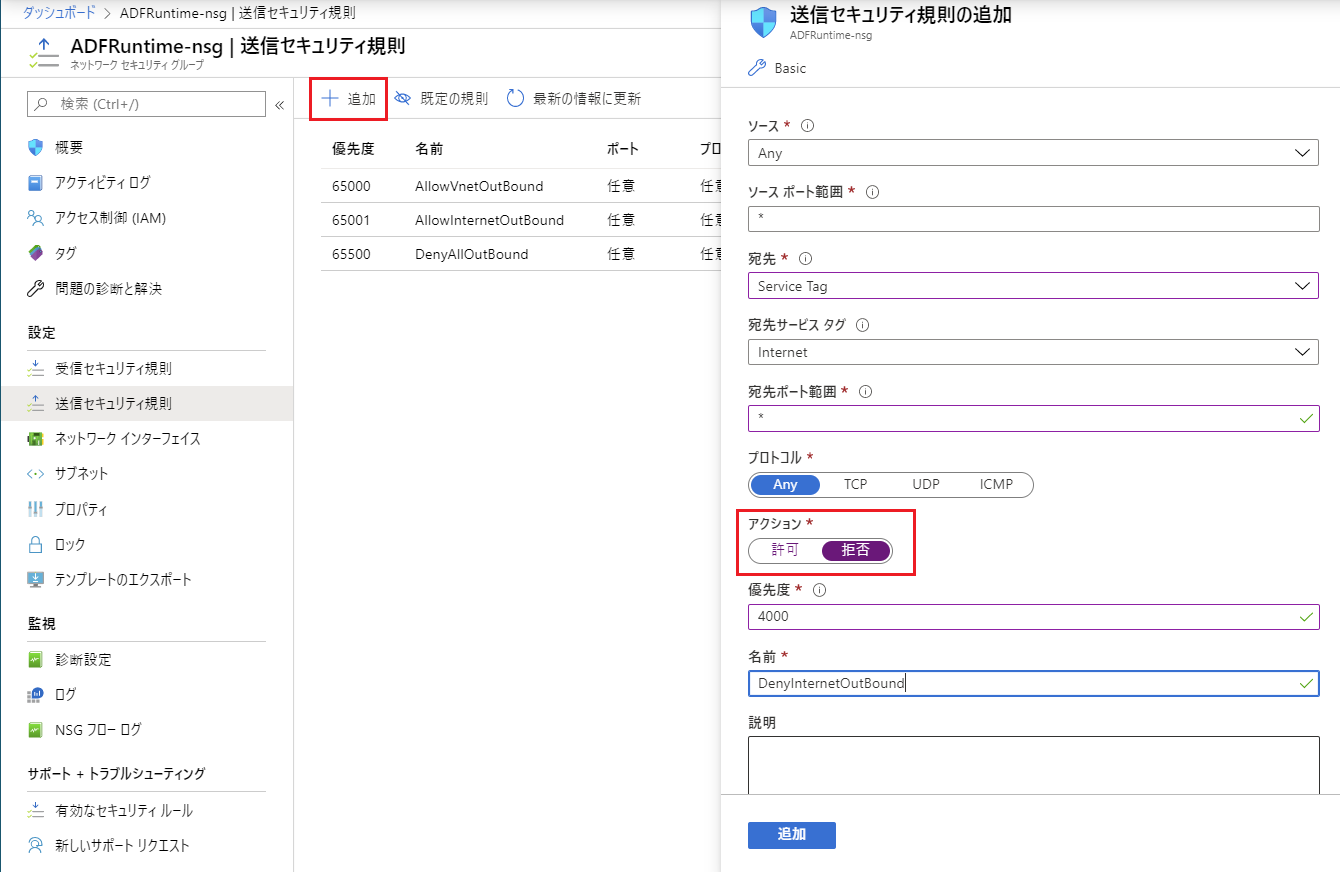 ダッシュボード > ADFRuntime-nsg | 送信セキュリティ規則
ADFRuntime-nsg | 送信セキュリティ規則
ネットワーク セキュリティ グループ
検索 (Ctrl+/)
«
概要
アクティビティ ログ
アクセス制御 (IAM)
タグ
問題の診断と解決
設定
受信セキュリティ規則
送信セキュリティ規則
ネットワーク インターフェイス
サブネット
プロパティ
ロック
テンプレートのエクスポート
監視
診断設定
ログ
NSG フロー ログ
サポート + トラブルシューティング
有効なセキュリティ ルール
新しいサポート リクエスト
追加 既定の規則 最新の情報に更新
優先度 名前 ポート プロ
65000 AllowVnetOutBound 任意 任意
65001 AllowInternetOutBound 任意 任意
65500 DenyAllOutBound 任意 任意
送信セキュリティ規則の追加
ADFRuntime-nsg
Basic
ソース *
Any
ソース ポート範囲 *
*
宛先 *
Service Tag
宛先サービス タグ
Internet
宛先ポート範囲 *
*
プロトコル *
Any TCP UDP ICMP
アクション *
許可 拒否
優先度 *
4000
名前 *
DenyInternetOutBound
説明
追加